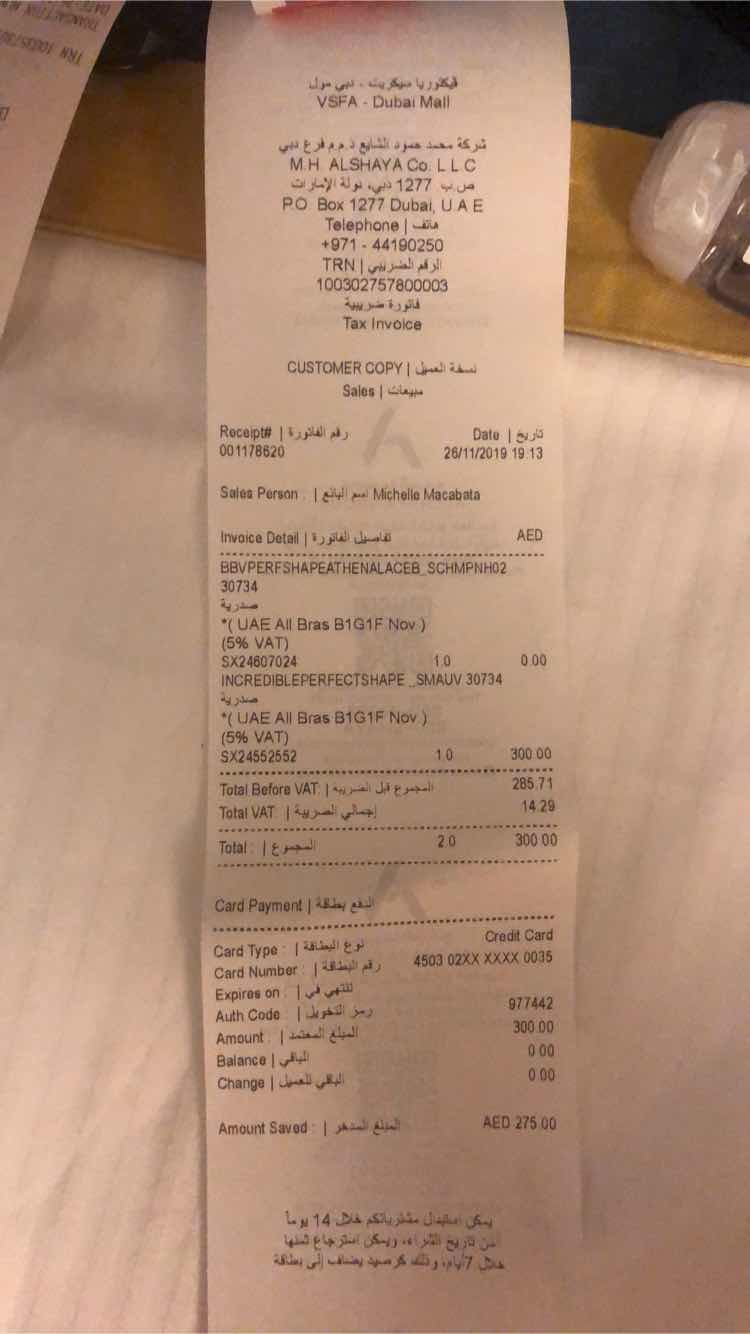 فيكتوريا سيكريت - دبي مول
VSFA - Dubai Mall
شركة محمد حمود الشايع ذ.م.م فرع دبي
M.H. ALSHAYA Co. L L C
ص.ب. 1277 دبي، دولة الإمارات
P.O. Box 1277 Dubai, U.A.E
Telephone | هاتف
+971 - 44190250
TRN | الرقم الضريبي
100302757800003
فاتورة ضريبية
Tax Invoice
CUSTOMER COPY | نسخة العميل
Sales | مبيعات
Receipt# | رقم الفاتورة Date | تاريخ
001178620 26/11/2019 19:13
Sales Person : | اسم البائع Michelle Macabata
Invoice Detail | تفاصيل الفاتورة AED
BBVPERFSHAPEATHENALACEB_SCHMPNH02
30734
صدرية
*( UAE All Bras B1G1F Nov )
(5% VAT)
SX24607024 1.0 0.00
INCREDIBLEPERFECTSHAPE_SMAUV 30734
صدرية
*( UAE All Bras B1G1F Nov )
(5% VAT)
SX24552552 1.0 300.00
Total Before VAT: | المجموع قبل الضريبة 285.71
Total VAT: | إجمالي الضريبة 14.29
Total : | المجموع 2.0 300.00
Card Payment | الدفع بطاقة
Card Type : | نوع البطاقة Credit Card
Card Number : | رقم البطاقة 4503 02XX XXXX 0035
Expires on : | تنتهي في
Auth Code : | رمز التخويل 977442
Amount : | المبلغ المعتمد 300.00
Balance | الباقي 0.00
Change | الباقي للعميل 0.00
Amount Saved : | المبلغ المدخر AED 275.00
يمكن استبدال مشترياتكم خلال 14 يوماً
من تاريخ الشراء، ويمكن استرجاع ثمنها
خلال 7أيام، وذلك كرصيد يضاف إلى بطاقة